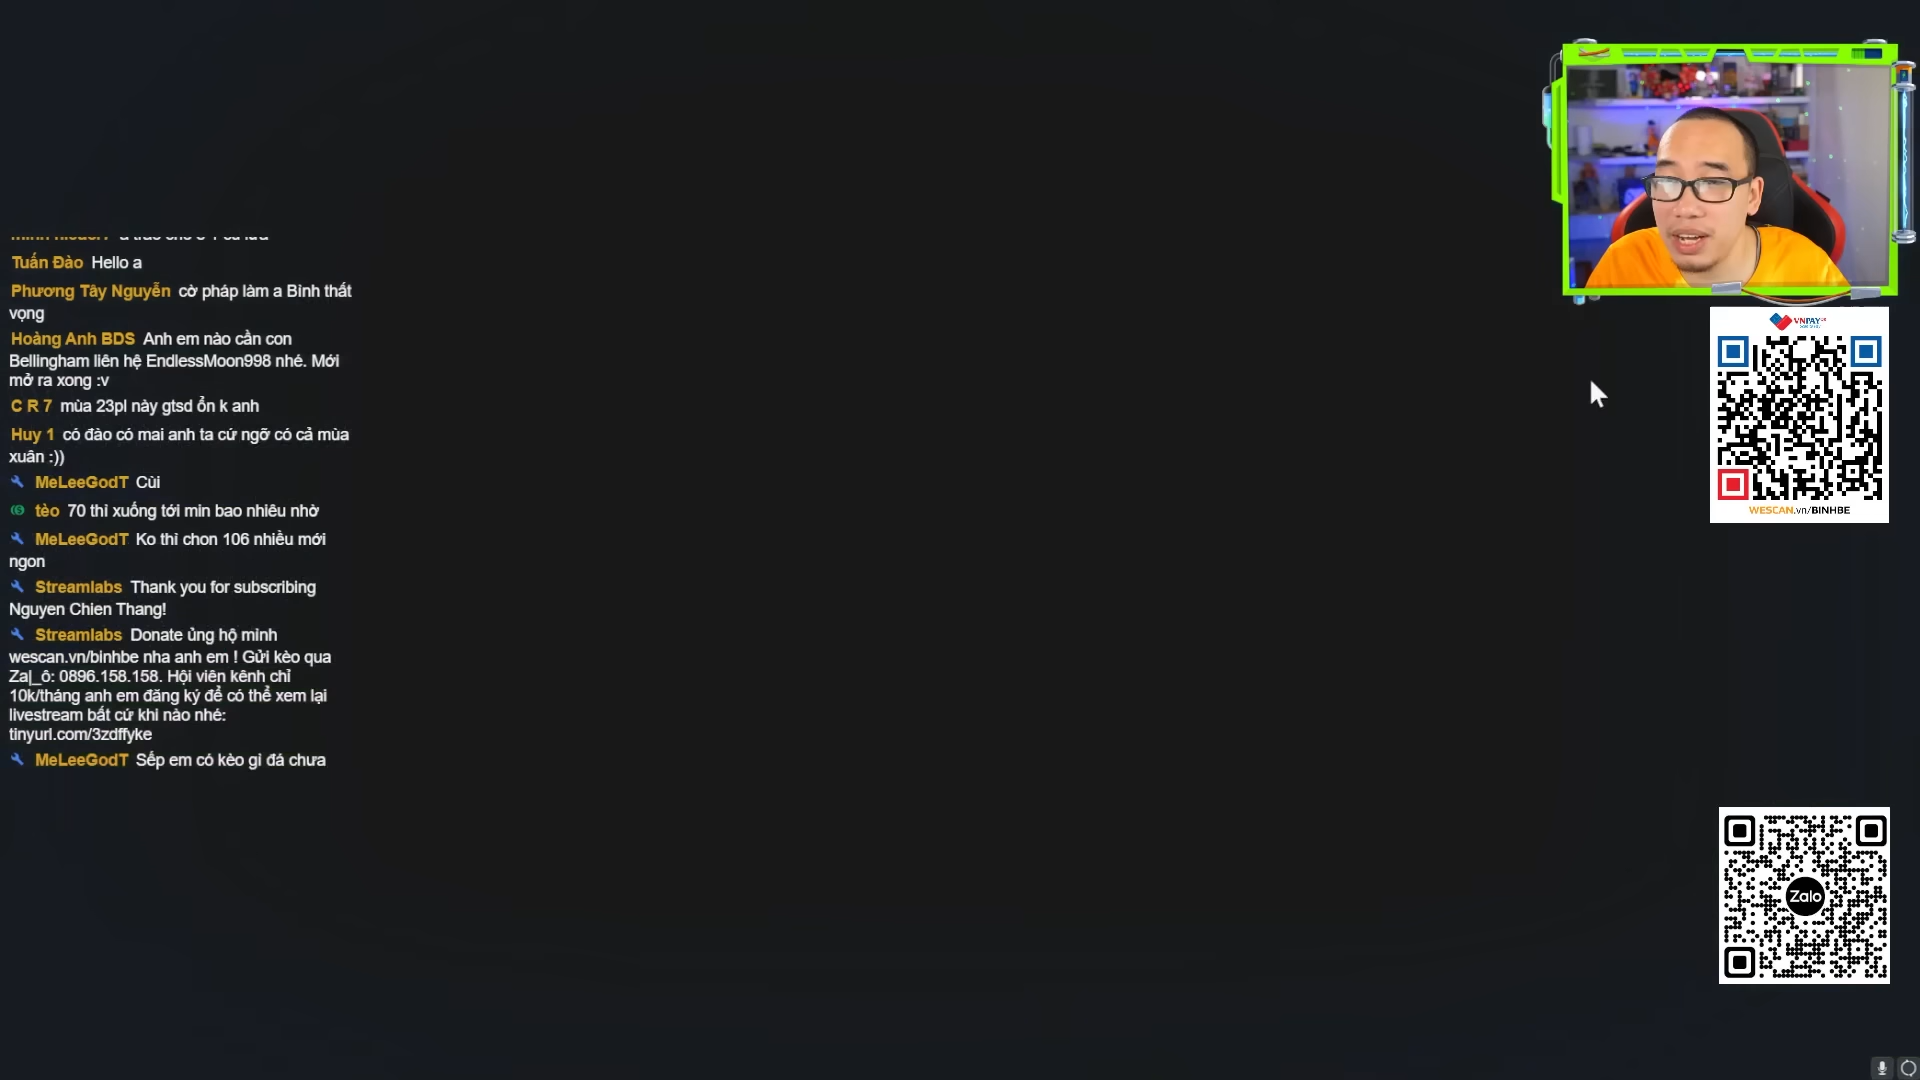 Tuấn Đào Hello a
Phương Tây Nguyễn cờ pháp làm a Bình thất
vọng
Hoàng Anh BDS Anh em nào cần con
Bellingham liên hệ EndlessMoon998 nhé. Mới
mở ra xong :v
C R 7 mùa 23pl này gtsd ổn k anh
Huy 1 có đào có mai anh ta cứ ngỡ có cả mùa
xuân :))
MeLeeGodT Cùi
tèo 70 thì xuống tới min bao nhiêu nhờ
MeLeeGodT Ko thì chon 106 nhiều mới
ngon
Streamlabs Thank you for subscribing
Nguyen Chien Thang!
Streamlabs Donate ủng hộ mình
wescan.vn/binhbe nha anh em ! Gửi kèo qua
Za|_ô: 0896.158.158. Hội viên kênh chỉ
10k/tháng anh em đăng ký để có thể xem lại
livestream bất cứ khi nào nhé:
tinyurl.com/3zdffyke
MeLeeGodT Sếp em có kèo gì đá chưa
VNPAY
WESCAN.vn/BINHBE
Zalo